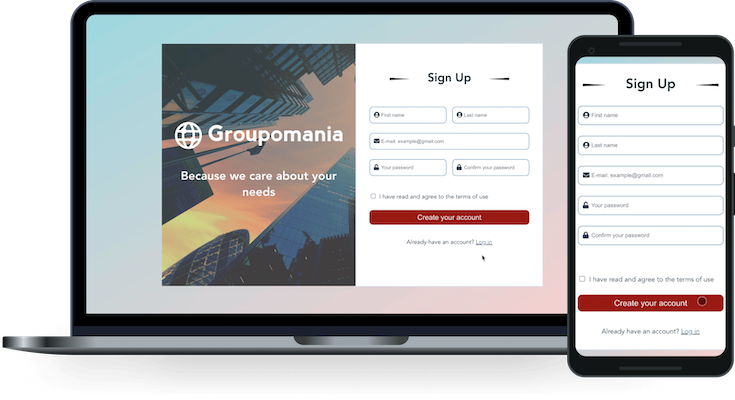 Groupomania
Because we care about your
needs
Sign Up
First name
Last name
E-mail: example@gmail.com
Your password
Confirm your password
I have read and agree to the terms of use
Create your account
Already have an account? Log in
Sign Up
First name
Last name
E-mail: example@gmail.com
Your password
Confirm your password
I have read and agree to the terms of use
Create your account
Already have an account? Log in